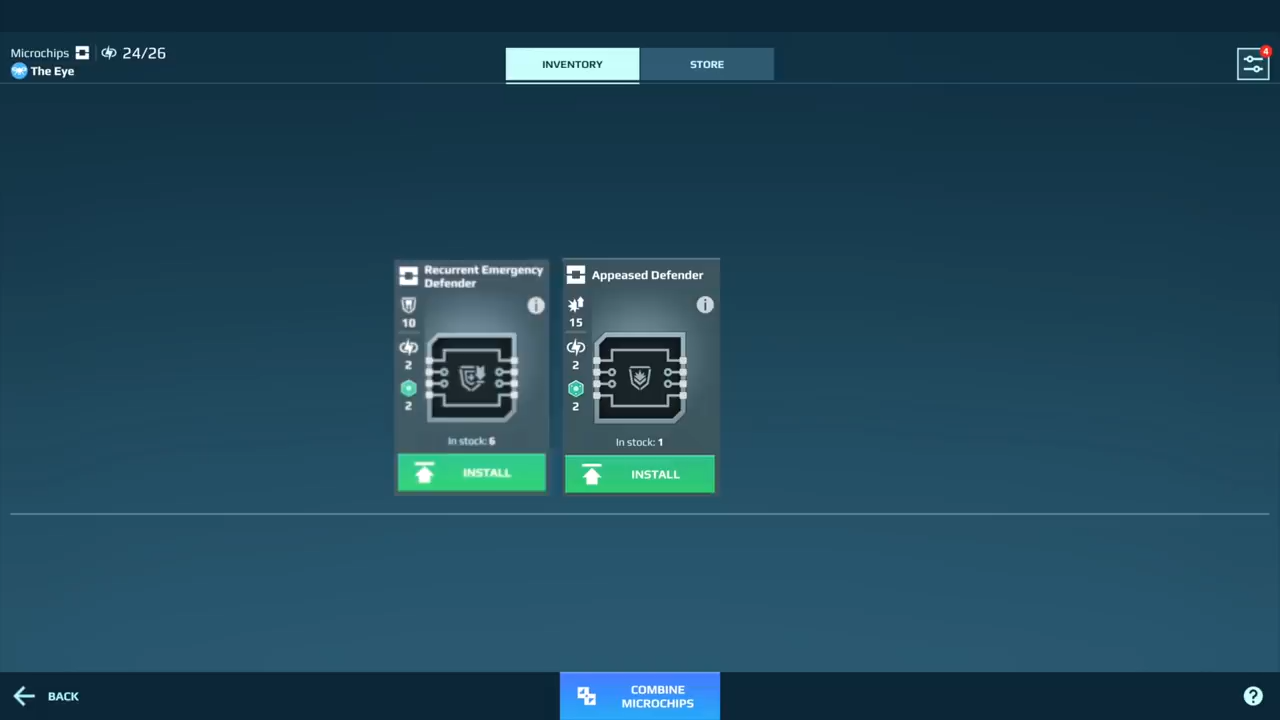 Microchips 24/26
The Eye
INVENTORY
STORE
4
Recurrent Emergency
Defender
10
2
2
In stock: 6
INSTALL
Appeased Defender
15
2
2
In stock: 1
INSTALL
BACK
COMBINE
MICROCHIPS
?